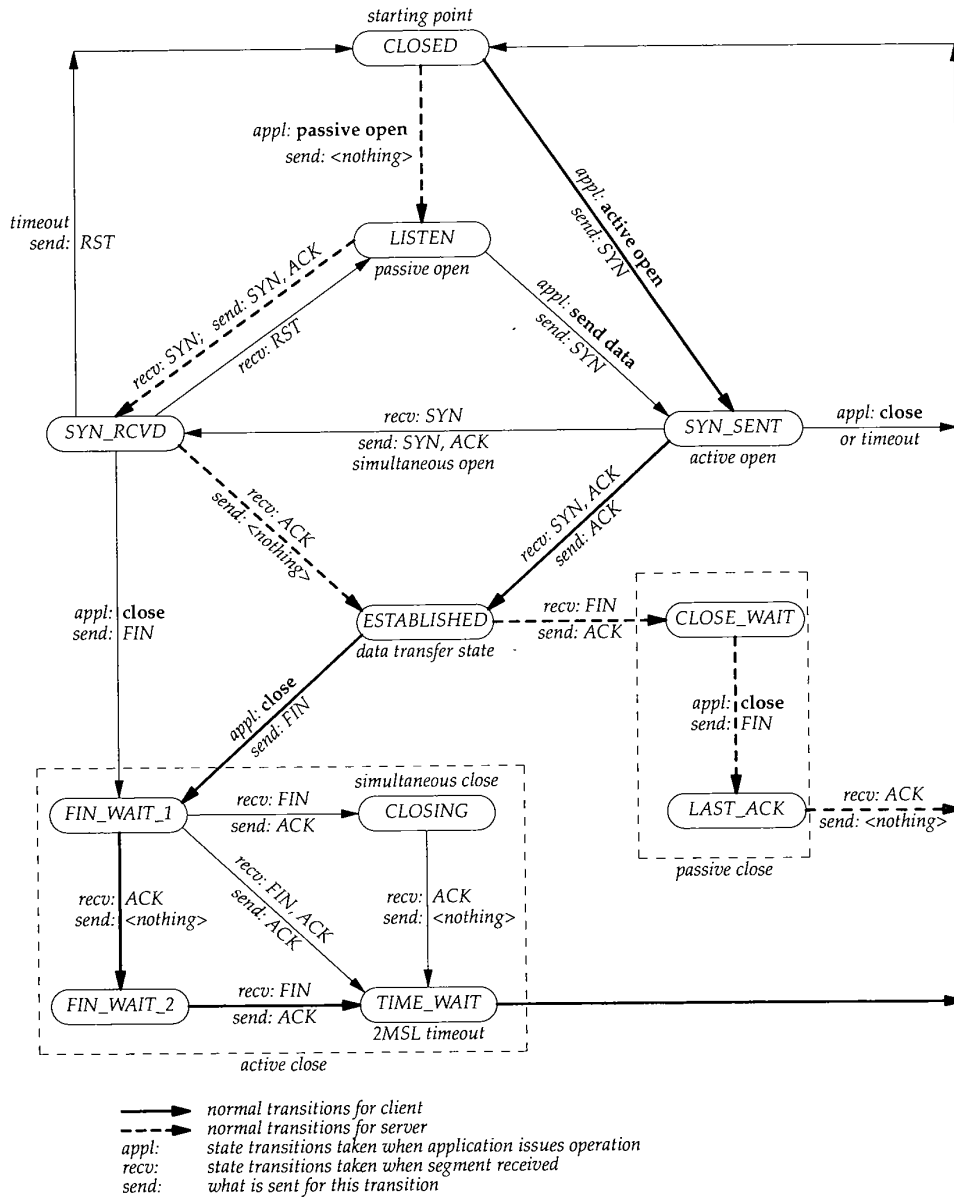 starting point
CLOSED
appl: passive open
send: <nothing>
appl: active open
send: SYN
timeout
send: RST
LISTEN
passive open
recv: SYN; send: SYN, ACK
recv: RST
appl: send data
send: SYN
SYN_RCVD
recv: SYN
send: SYN, ACK
simultaneous open
SYN_SENT
active open
appl: close
or timeout
recv: ACK
send: <nothing>
recv: SYN, ACK
send: ACK
appl: close
send: FIN
ESTABLISHED
data transfer state
recv: FIN
send: ACK
CLOSE_WAIT
appl: close
send: FIN
appl: close
send: FIN
LAST_ACK
recv: ACK
send: <nothing>
passive close
simultaneous close
FIN_WAIT_1
recv: FIN
send: ACK
CLOSING
recv: ACK
send: <nothing>
recv: FIN, ACK
send: ACK
recv: ACK
send: <nothing>
FIN_WAIT_2
recv: FIN
send: ACK
TIME_WAIT
2MSL timeout
active close
normal transitions for client
normal transitions for server
appl: state transitions taken when application issues operation
recv: state transitions taken when segment received
send: what is sent for this transition